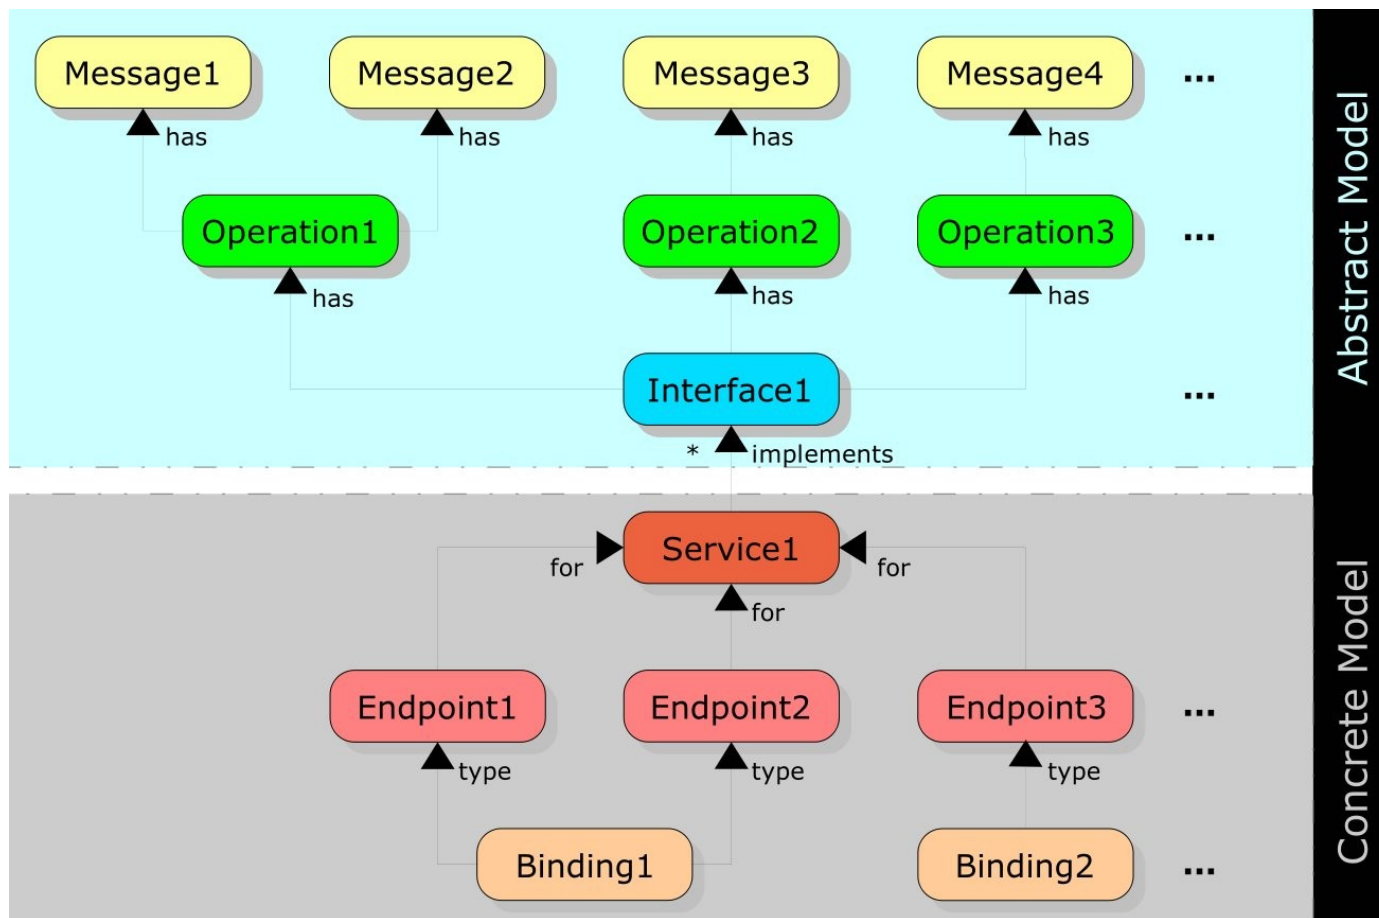 Message1 Message2 Message3 Message4 ...
has has has has
Operation1 Operation2 Operation3 ...
has has has
Interface1 ...
* implements
Abstract Model
Service1
for for
for
Endpoint1 Endpoint2 Endpoint3 ...
type type type
Binding1 Binding2 ...
Concrete Model